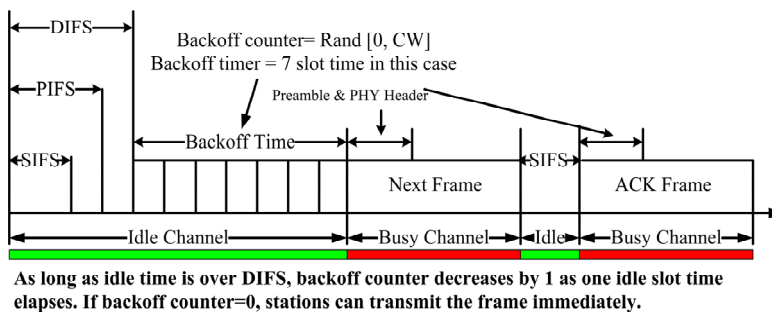 DIFS
Backoff counter= Rand [0, CW]
Backoff timer = 7 slot time in this case
PIFS
Preamble & PHY Header
Backoff Time
SIFS
SIFS
Next Frame
ACK Frame
Idle Channel
Busy Channel
Idle
Busy Channel
As long as idle time is over DIFS, backoff counter decreases by 1 as one idle slot time
elapses. If backoff counter=0, stations can transmit the frame immediately.